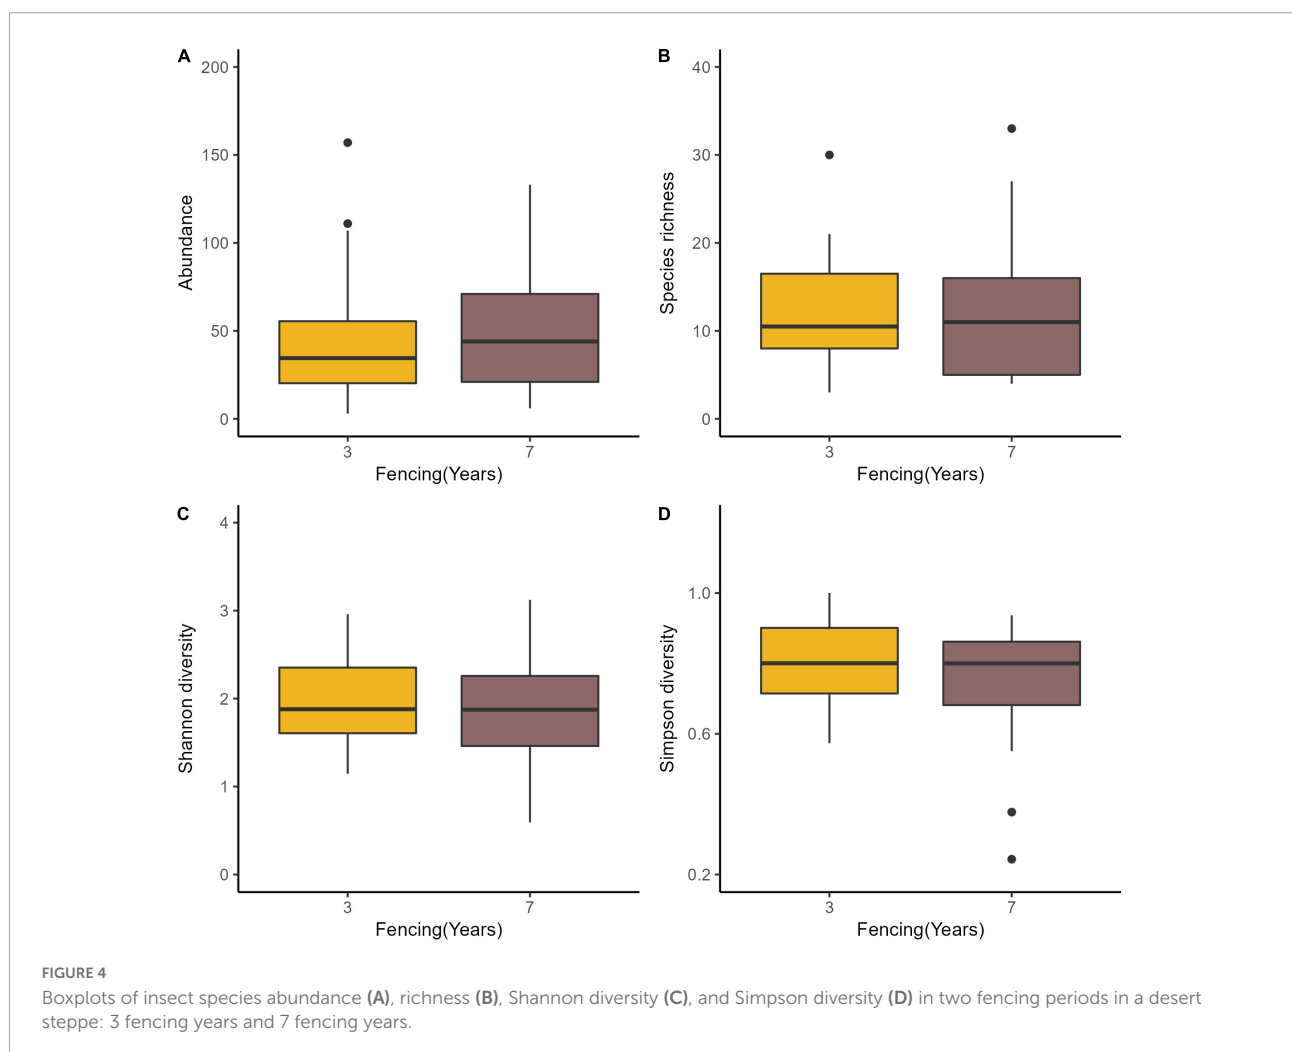 A
200
150
100
50
0
Abundance
3 7
Fencing(Years)
B
40
30
20
10
0
Species richness
3 7
Fencing(Years)
C
4
3
2
1
0
Shannon diversity
3 7
Fencing(Years)
D
1.0
0.6
0.2
Simpson diversity
3 7
Fencing(Years)
FIGURE 4
Boxplots of insect species abundance (A), richness (B), Shannon diversity (C), and Simpson diversity (D) in two fencing periods in a desert
steppe: 3 fencing years and 7 fencing years.